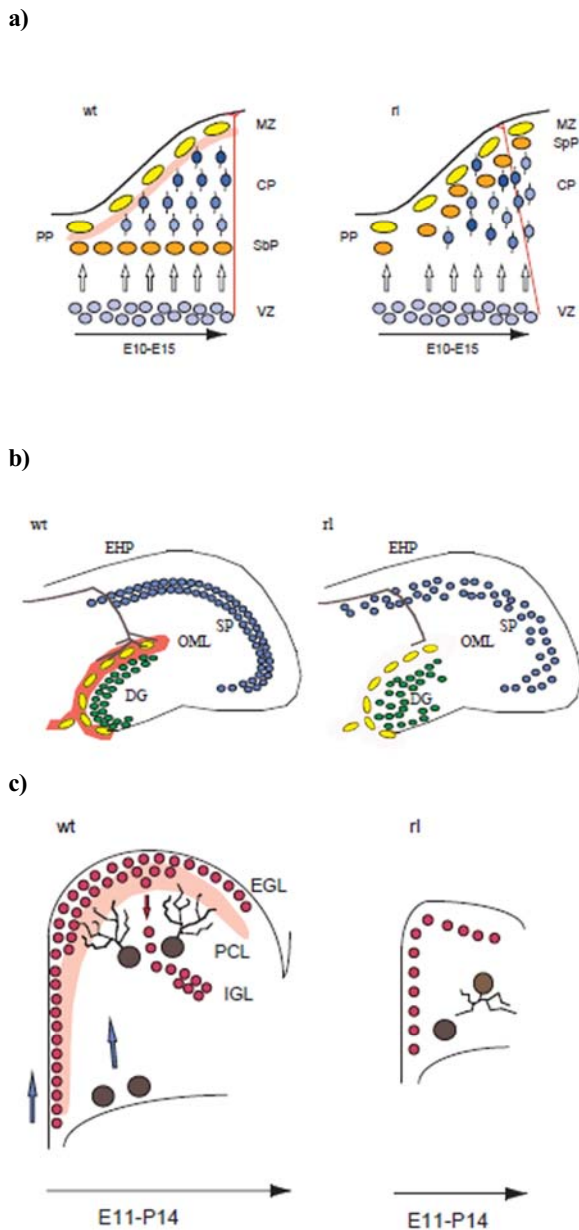 a)
wt
rl
MZ
MZ
SpP
CP
CP
PP
SbP
PP
VZ
VZ
E10-E15
E10-E15
b)
wt
rl
EHP
EHP
SP
SP
OML
OML
DG
DG
c)
wt
rl
EGL
PCL
IGL
E11-P14
E11-P14